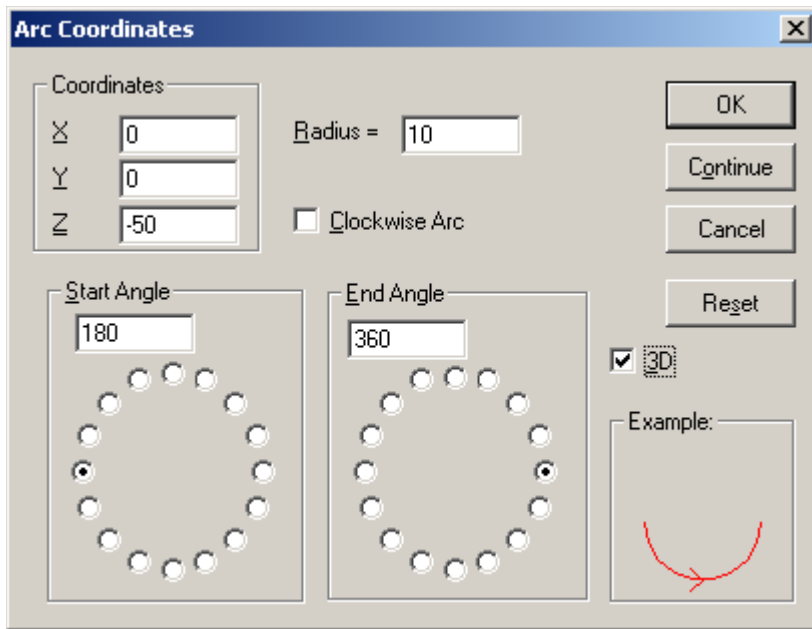 Arc Coordinates
Coordinates
X 0
Y 0
Z -50
Radius = 10
Clockwise Arc
OK
Continue
Cancel
Reset
Start Angle
180
End Angle
360
3D
Example: